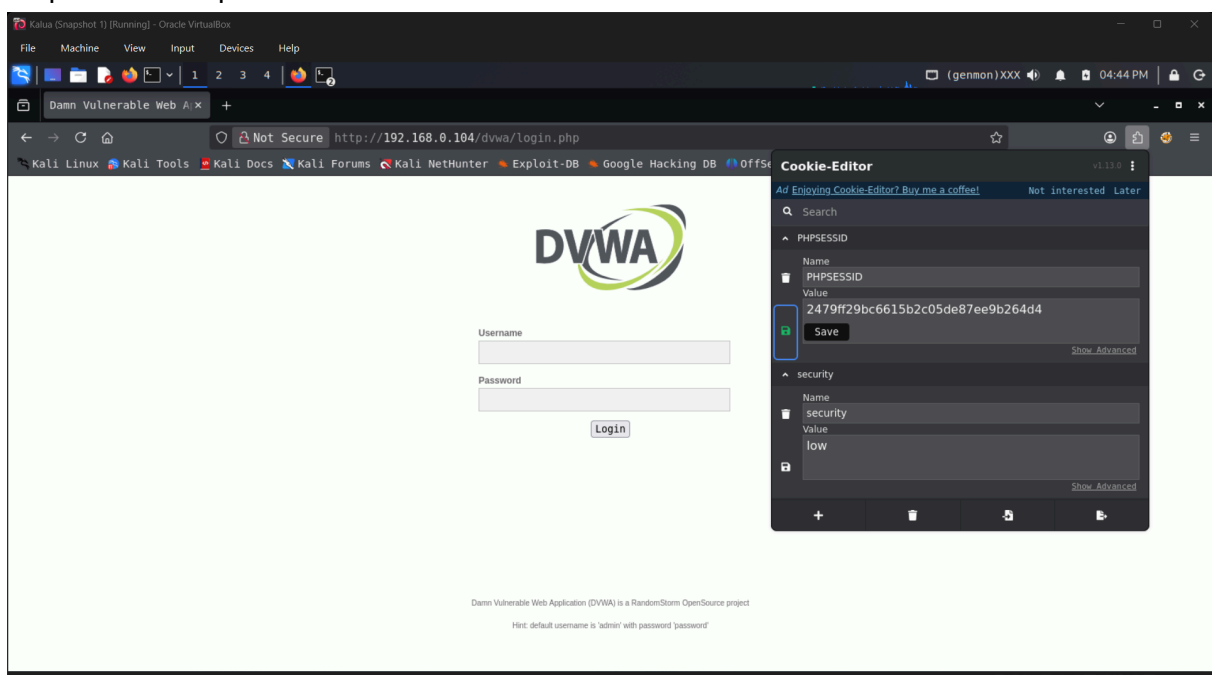 Kalua (Snapshot 1) [Running] - Oracle VirtualBox
File Machine View Input Devices Help
1 2 3 4 (genmon)XXX 04:44 PM
Damn Vulnerable Web A
Not Secure http://192.168.0.104/dvwa/login.php
Kali Linux Kali Tools Kali Docs Kali Forums Kali NetHunter Exploit-DB Google Hacking DB OffSe
DVWA
Username
Password
Login
Damn Vulnerable Web Application (DVWA) is a RandomStorm OpenSource project
Hint: default username is 'admin' with password 'password'
Cookie-Editor v1.13.0
Ad Enjoying Cookie-Editor? Buy me a coffee! Not interested Later
Search
PHPSESSID
Name
PHPSESSID
Value
2479ff29bc6615b2c05de87ee9b264d4
Save
Show Advanced
security
Name
security
Value
low
Show Advanced